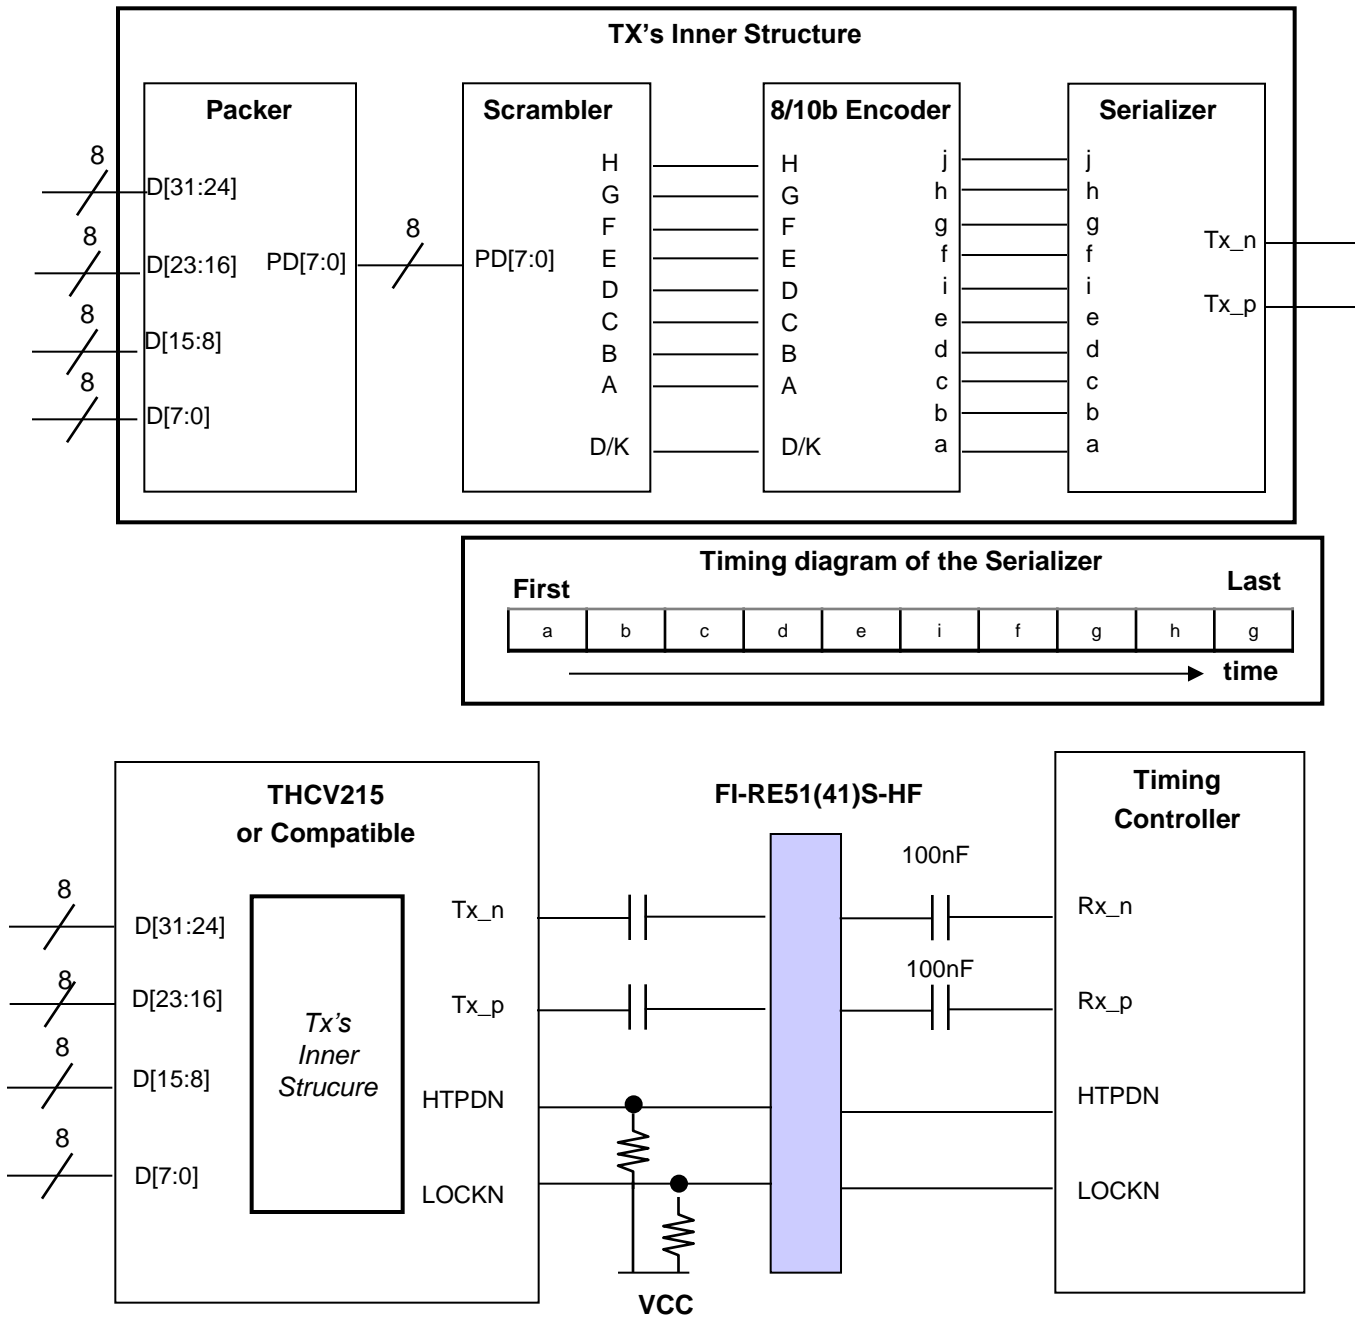 TX's Inner Structure
Packer
Scrambler
8/10b Encoder
Serializer
8
D[31:24]
8
D[23:16]
8
D[15:8]
8
D[7:0]
PD[7:0]
8
PD[7:0]
H
G
F
E
D
C
B
A
D/K
H
G
F
E
D
C
B
A
D/K
j
h
g
f
i
e
d
c
b
a
j
h
g
f
i
e
d
c
b
a
Tx_n
Tx_p
Timing diagram of the Serializer
First
Last
a b c d e i f g h g
time
THCV215
or Compatible
8
D[31:24]
8
D[23:16]
8
D[15:8]
8
D[7:0]
Tx's
Inner
Strucure
Tx_n
Tx_p
HTPDN
LOCKN
VCC
FI-RE51(41)S-HF
100nF
100nF
Timing
Controller
Rx_n
Rx_p
HTPDN
LOCKN